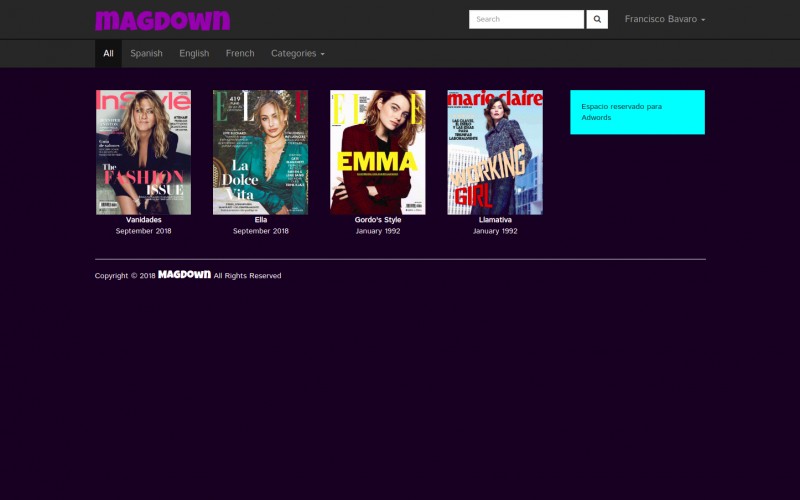 MAGDOWN
Search
Francisco Bavaro
All
Spanish
English
French
Categories
InStyle
The
FASHION
ISSUE
Vanidades
September 2018
ELLE
419
La
Dolce
Vita
Ella
September 2018
ELLE
EMMA
Gordo's Style
January 1992
marie claire
WORKING
GIRL
Llamativa
January 1992
Espacio reservado para
Adwords
Copyright © 2018 MAGDOWN All Rights Reserved